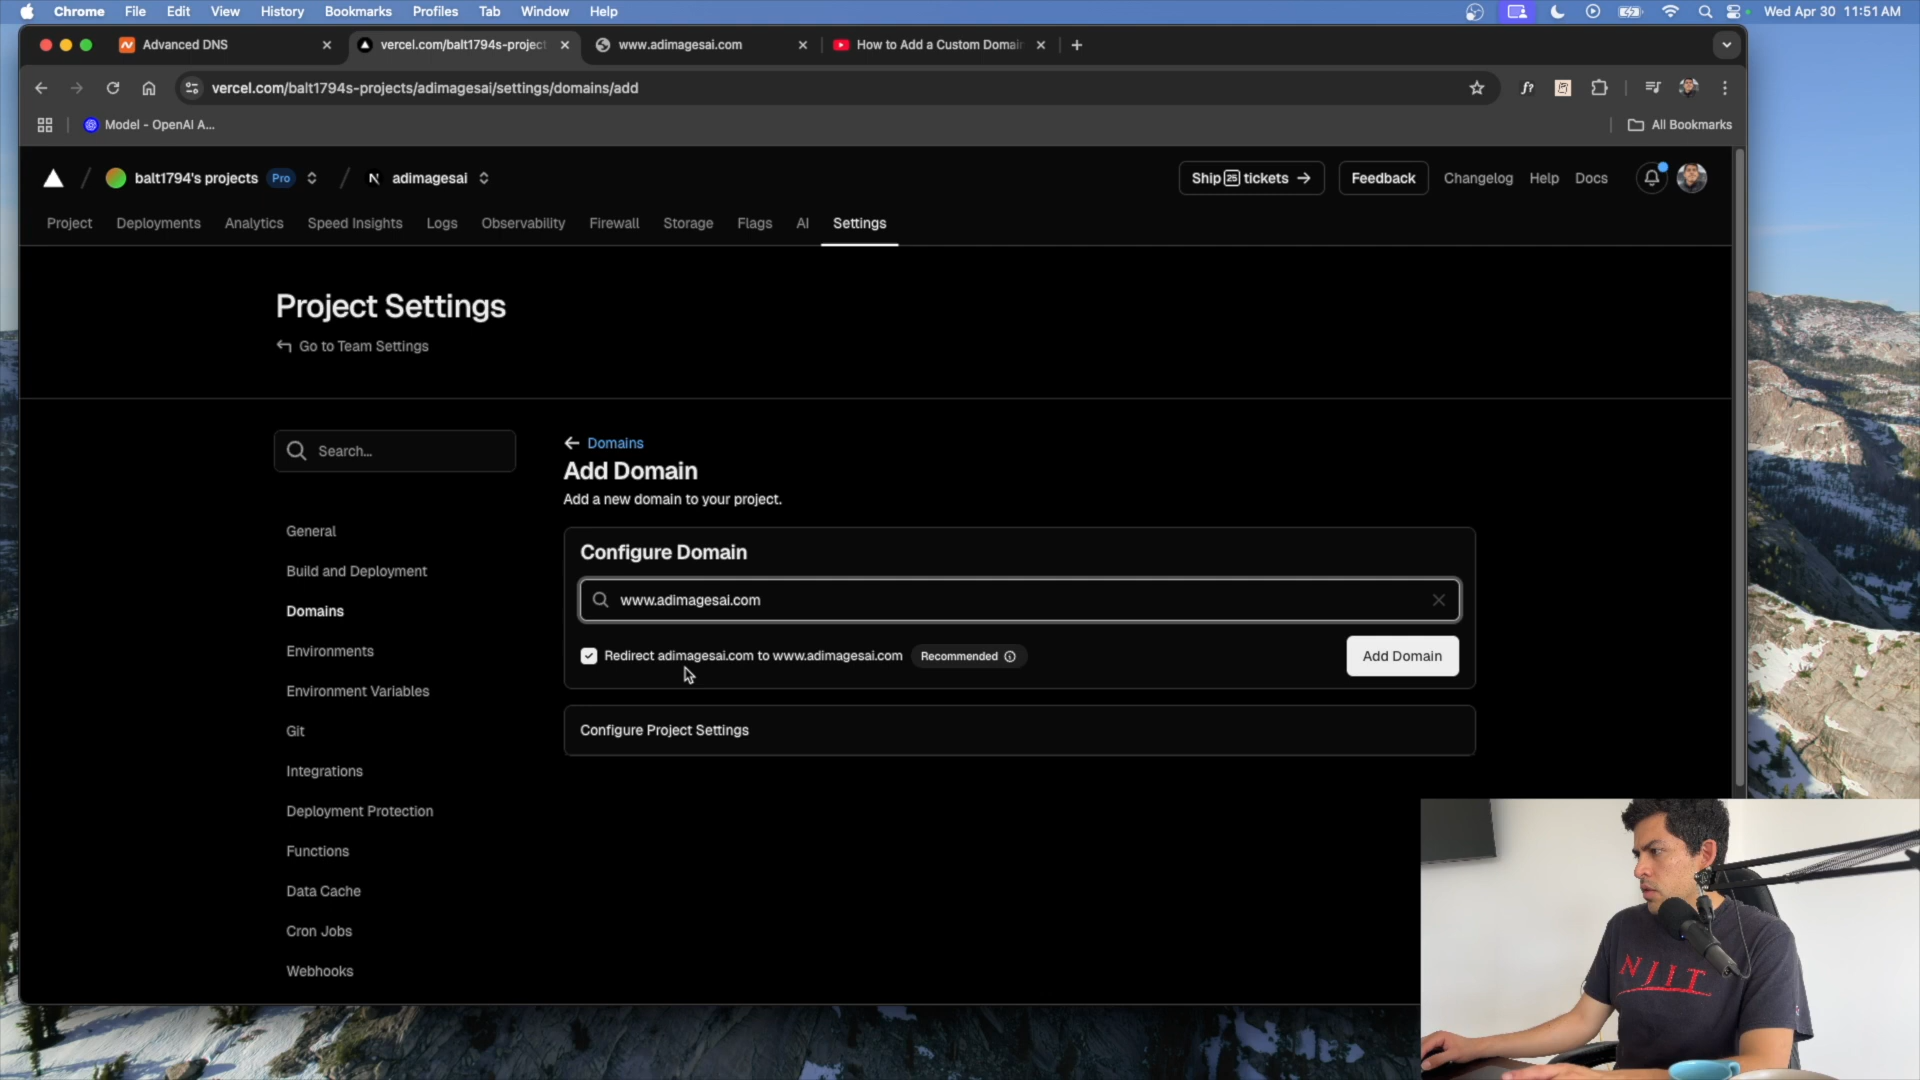 Chrome File Edit View History Bookmarks Profiles Tab Window Help Wed Apr 30 11:51 AM
Advanced DNS vercel.com/balt1794s-project www.adimagesai.com How to Add a Custom Domain
vercel.com/balt1794s-projects/adimagesai/settings/domains/add
Model - OpenAI A... All Bookmarks
balt1794's projects Pro adimagesai Ship 25 tickets → Feedback Changelog Help Docs
Project Deployments Analytics Speed Insights Logs Observability Firewall Storage Flags AI Settings
Project Settings
Go to Team Settings
Search...
General
Build and Deployment
Domains
Environments
Environment Variables
Git
Integrations
Deployment Protection
Functions
Data Cache
Cron Jobs
Webhooks
← Domains
Add Domain
Add a new domain to your project.
Configure Domain
www.adimagesai.com
Redirect adimagesai.com to www.adimagesai.com Recommended Add Domain
Configure Project Settings
NJIT